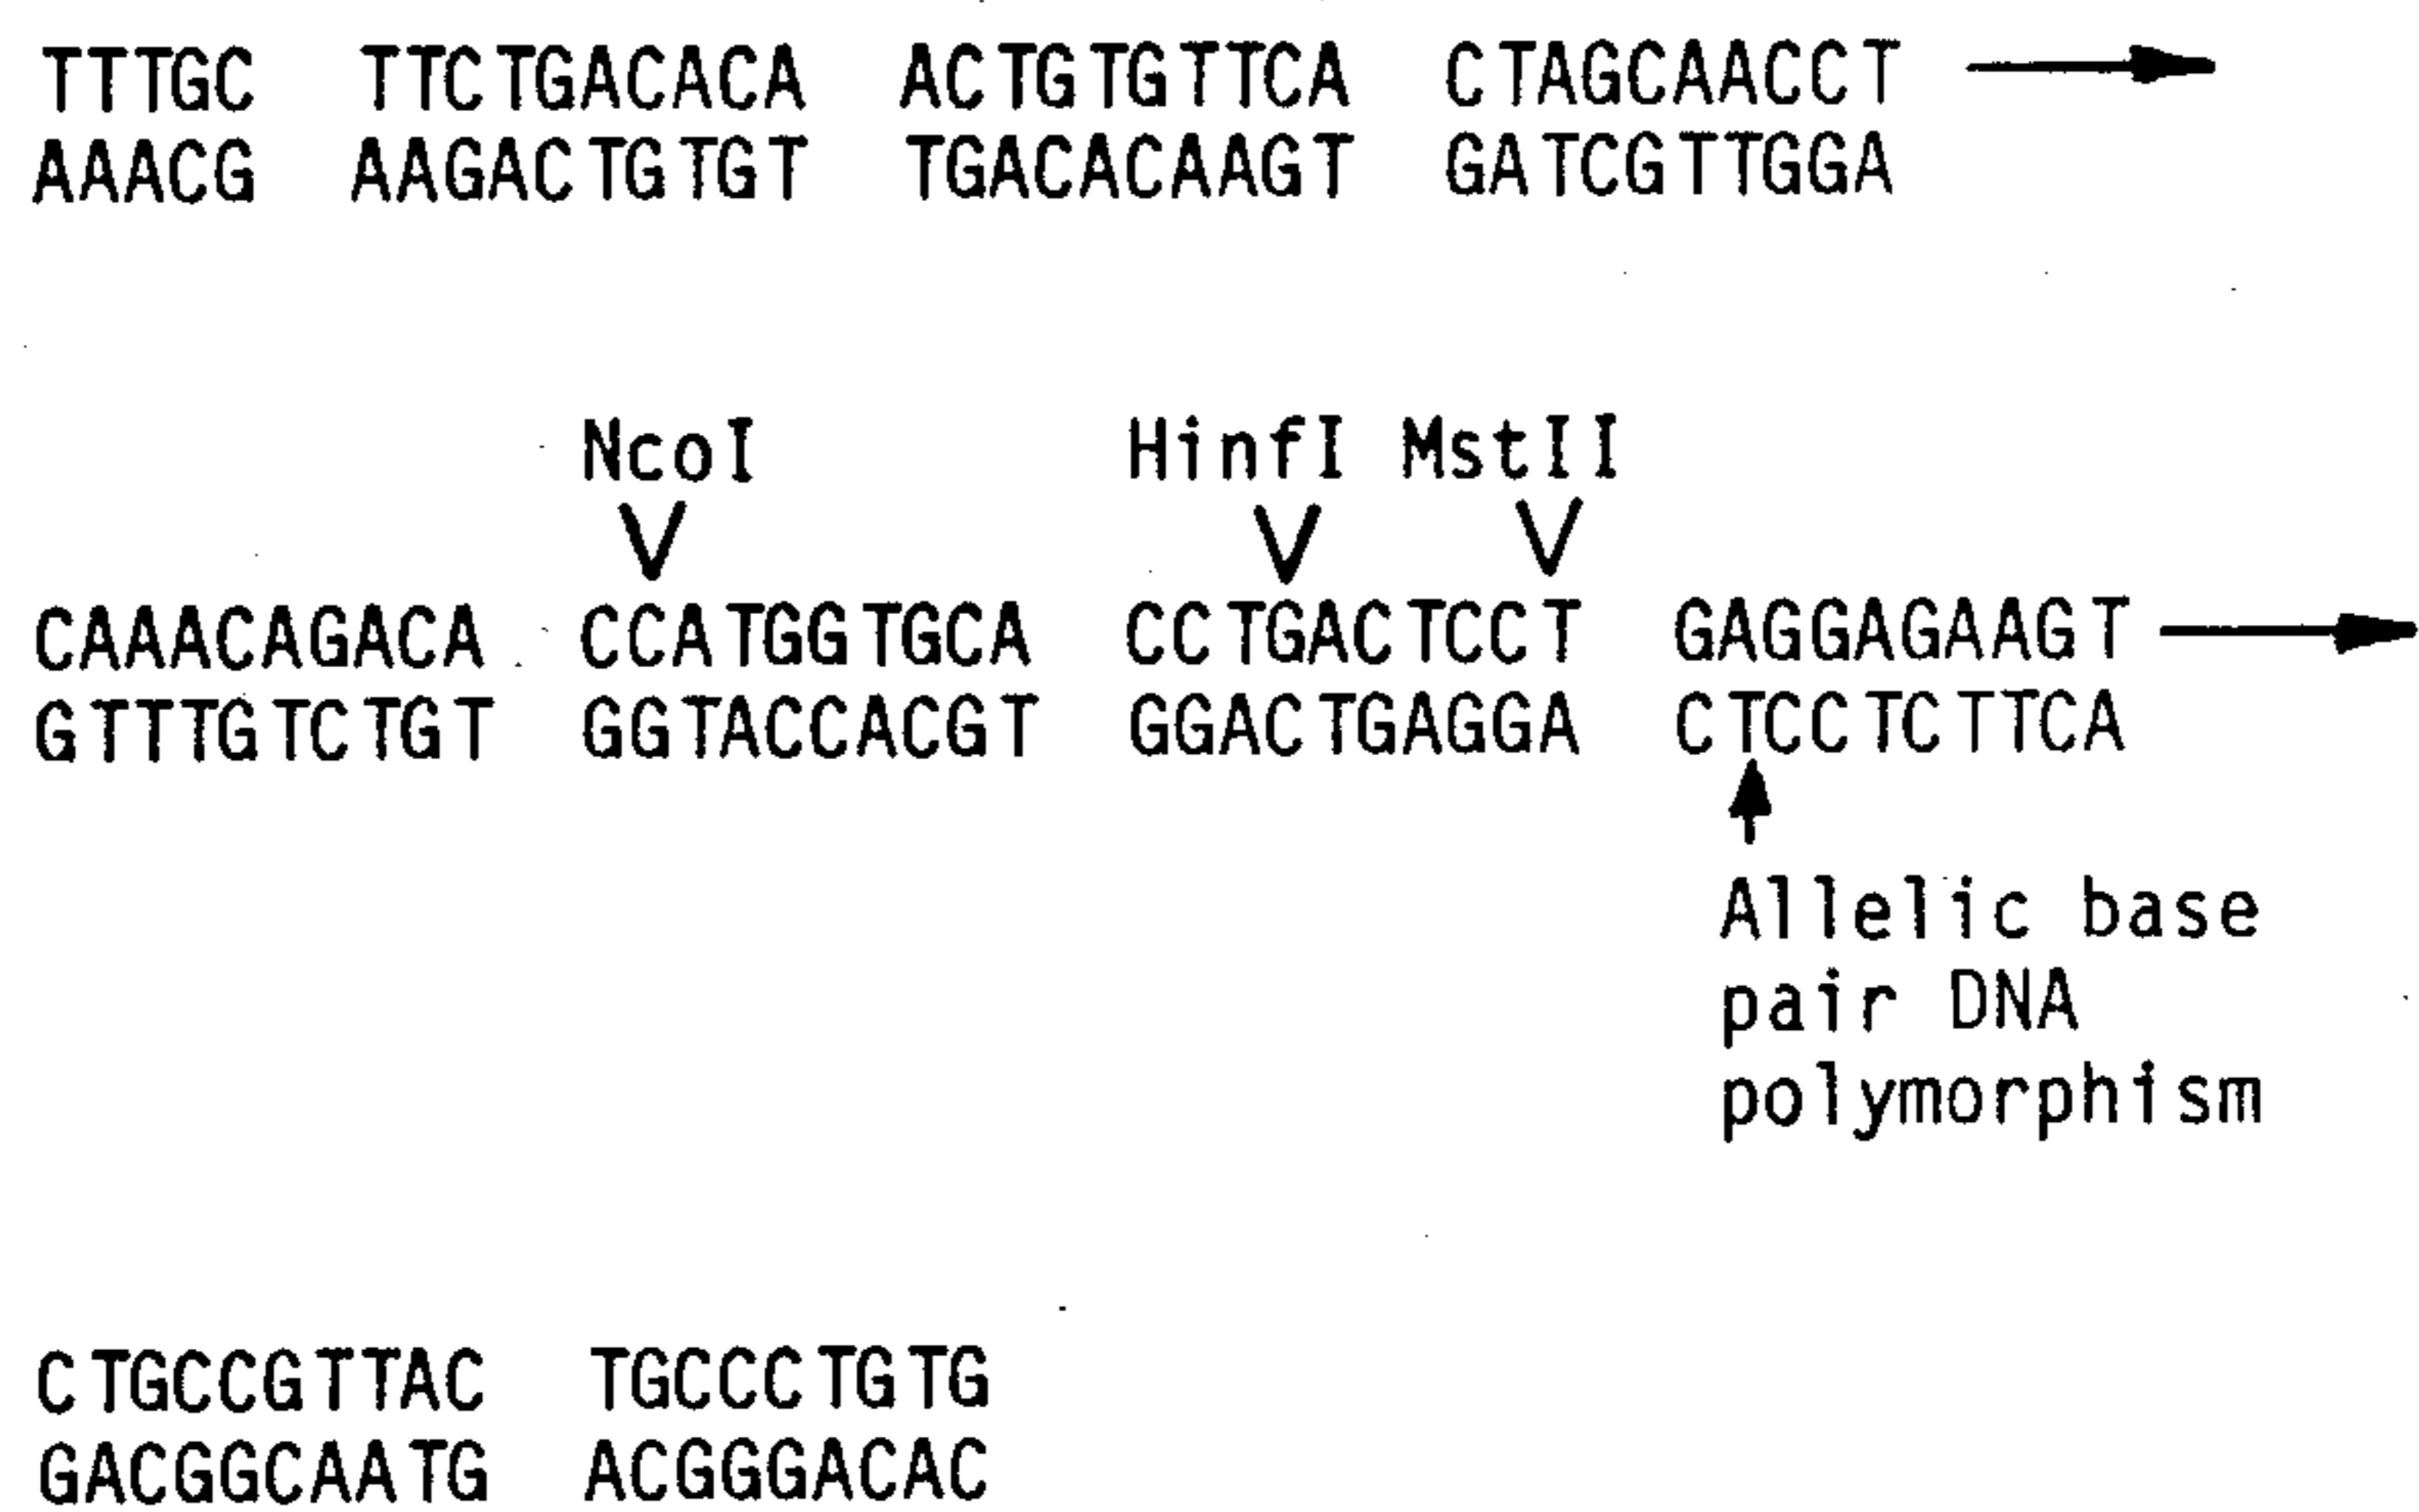 TTTGC TTCTGACACA ACTGTGTTCA CTAGCAACCT
AAACG AAGACTGTGT TGACACAAGT GATCGTTGGA
NcoI HinfI MstII
CAAACAGACA CCATGGTGCA CCTGACTCCT GAGGAGAAGT
GTTTGTCTGT GGTACCACGT GGACTGAGGA CTCCTCTTCA
Allelic base
pair DNA
polymorphism
CTGCCGTTAC TGCCCTGTG
GACGGCAATG ACGGGACAC